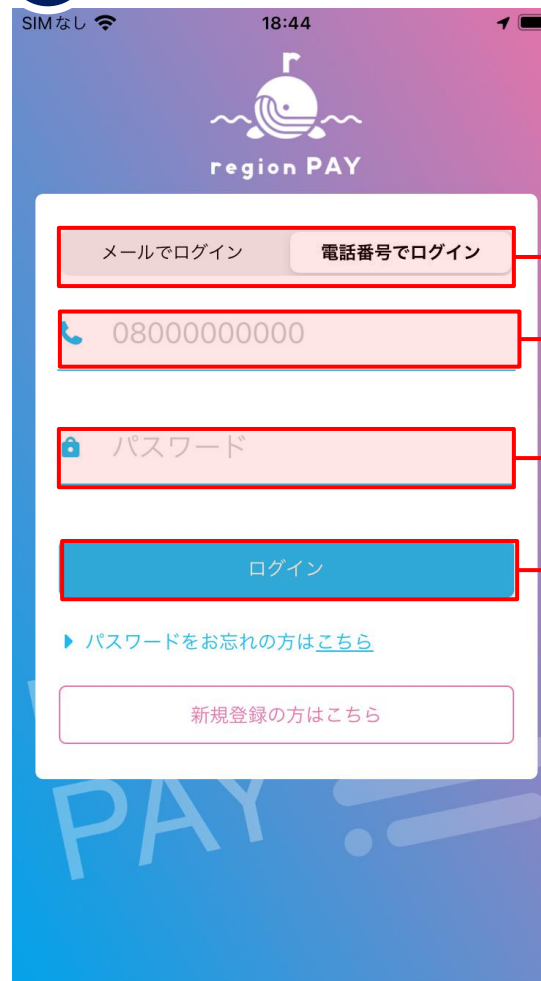 SIMなし 18:44
r
region PAY
メールでログイン 電話番号でログイン
08000000000
パスワード
ログイン
パスワードをお忘れの方はこちら
新規登録の方はこちら
PAY